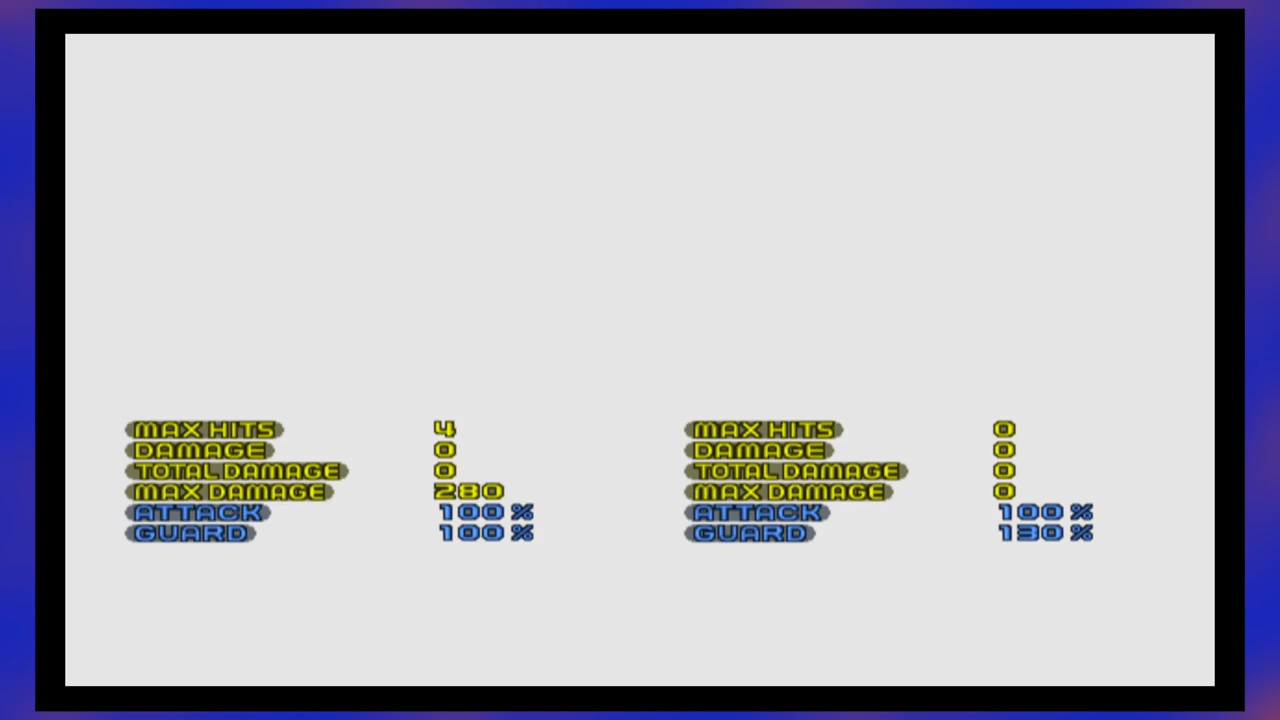 MAX HITS 4 MAX HITS 0
DAMAGE 0 DAMAGE 0
TOTAL DAMAGE 0 TOTAL DAMAGE 0
MAX DAMAGE 280 MAX DAMAGE 0
ATTACK 100 % ATTACK 100 %
GUARD 100 % GUARD 130 %